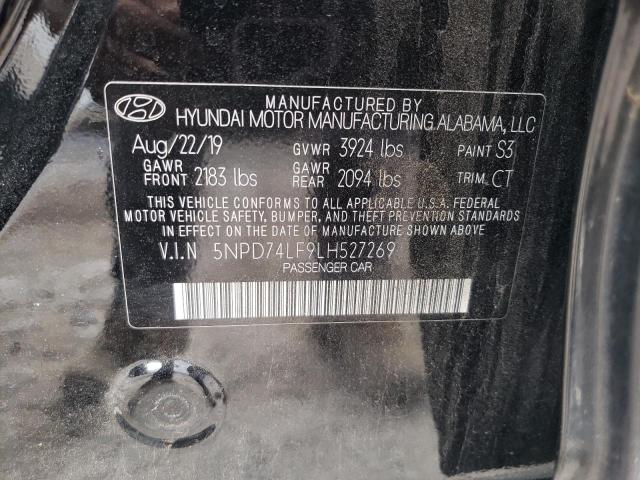 MANUFACTURED BY
HYUNDAI MOTOR MANUFACTURING ALABAMA, LLC
Aug/22/19 GVWR 3924 lbs PAINT S3
GAWR FRONT 2183 lbs GAWR REAR 2094 lbs TRIM CT
THIS VEHICLE CONFORMS TO ALL APPLICABLE U.S.A. FEDERAL
MOTOR VEHICLE SAFETY, BUMPER, AND THEFT PREVENTION STANDARDS
IN EFFECT ON THE DATE OF MANUFACTURE SHOWN ABOVE.
V.I.N 5NPD74LF9LH527269
PASSENGER CAR